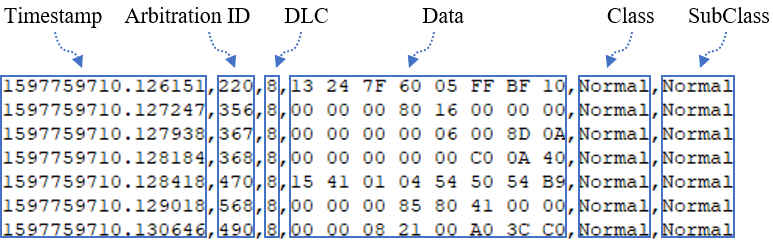 Timestamp Arbitration ID DLC Data Class SubClass
1597759710.126151,220,8,13 24 7F 60 05 FF BF 10,Normal,Normal
1597759710.127247,356,8,00 00 00 80 16 00 00 00,Normal,Normal
1597759710.127938,367,8,00 00 00 00 06 00 8D 0A,Normal,Normal
1597759710.128184,368,8,00 00 00 00 00 C0 0A 40,Normal,Normal
1597759710.128418,470,8,15 41 01 04 54 50 54 B9,Normal,Normal
1597759710.129018,568,8,00 00 00 85 80 41 00 00,Normal,Normal
1597759710.130646,490,8,00 00 08 21 00 A0 3C C0,Normal,Normal